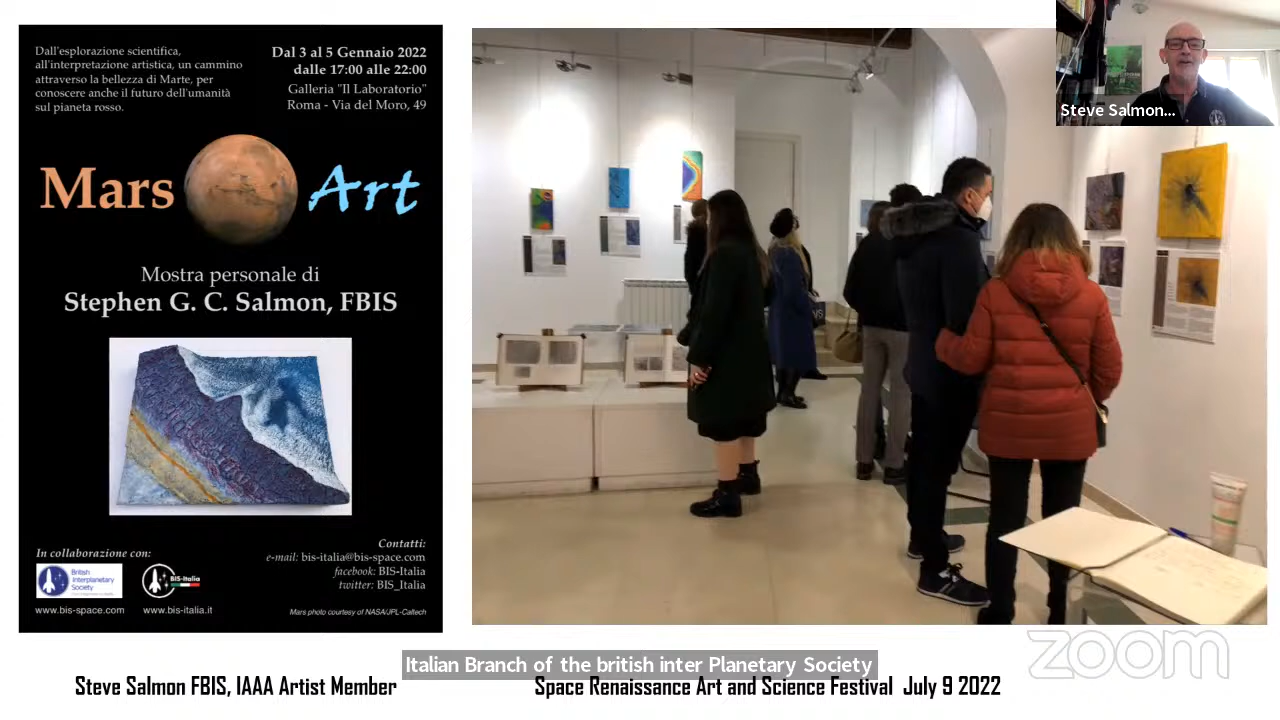 Dall'esplorazione scientifica,
all'interpretazione artistica, un cammino
attraverso la bellezza di Marte, per
conoscere anche il futuro dell'umanità
sul pianeta rosso.
Dal 3 al 5 Gennaio 2022
dalle 17:00 alle 22:00
Galleria "Il Laboratorio"
Roma - Via del Moro, 49
Mars Art
Mostra personale di
Stephen G. C. Salmon, FBIS
In collaborazione con:
British
Interplanetary
Society
BIS-Italia
www.bis-space.com
www.bis-italia.it
Contatti:
e-mail: bis-italia@bis-space.com
facebook: BIS-Italia
twitter: BIS_Italia
Mars photo courtesy of NASA/JPL-Caltech
Steve Salmon...
zoom
Italian Branch of the british inter Planetary Society
Steve Salmon FBIS, IAAA Artist Member
Space Renaissance Art and Science Festival July 9 2022